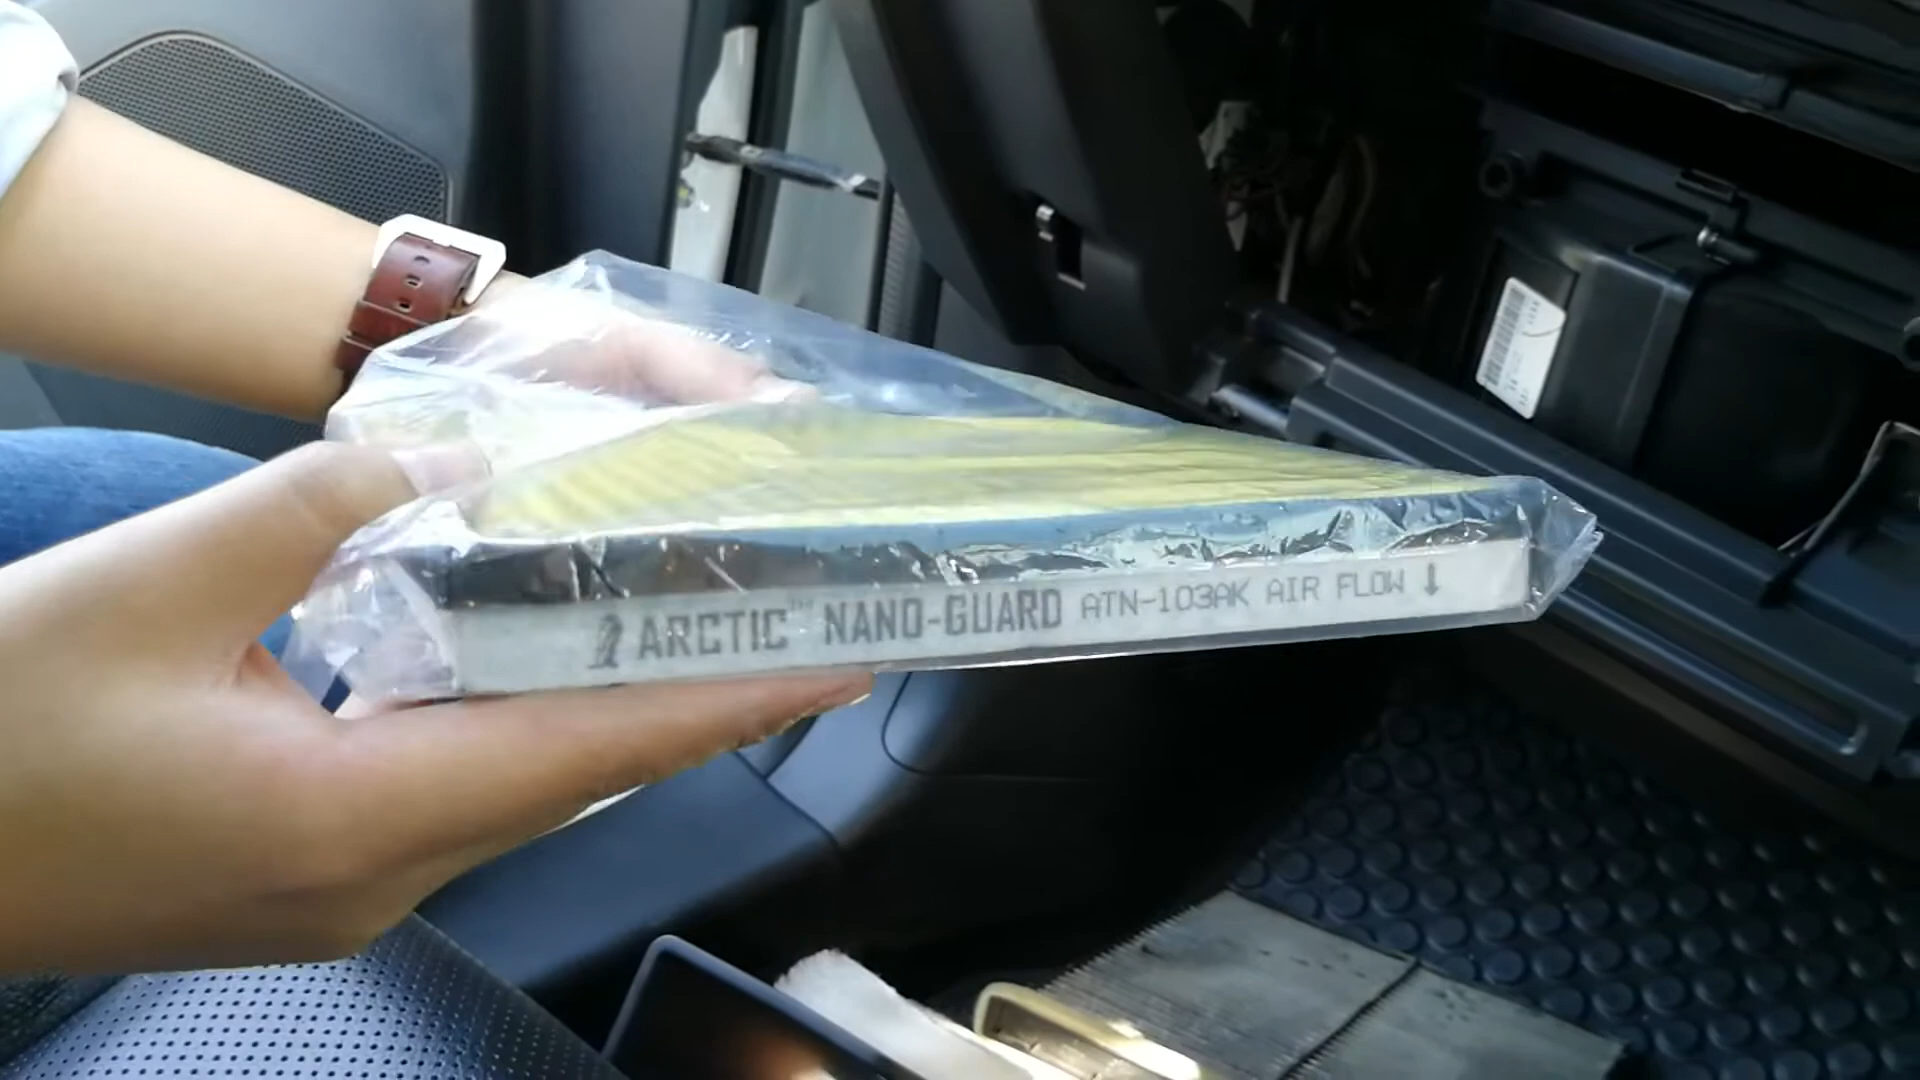 ARCTIC™ NANO-GUARD ATN-103AK AIR FLOW ↓